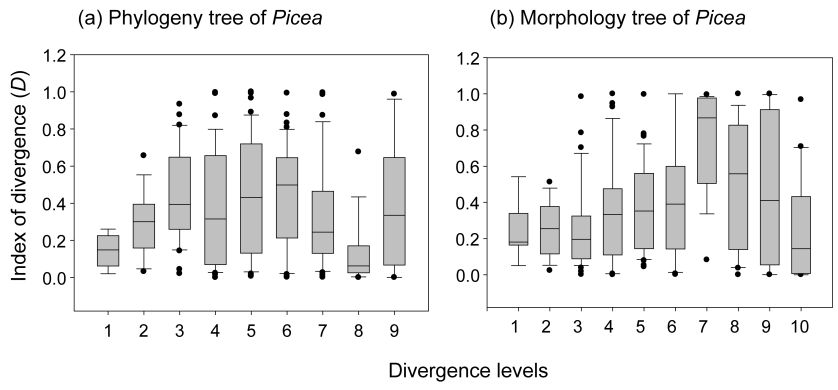 (a) Phylogeny tree of Picea
(b) Morphology tree of Picea
Index of divergence (D)
1.2
1.0
0.8
0.6
0.4
0.2
0.0
1 2 3 4 5 6 7 8 9
1.2
1.0
0.8
0.6
0.4
0.2
0.0
1 2 3 4 5 6 7 8 9 10
Divergence levels